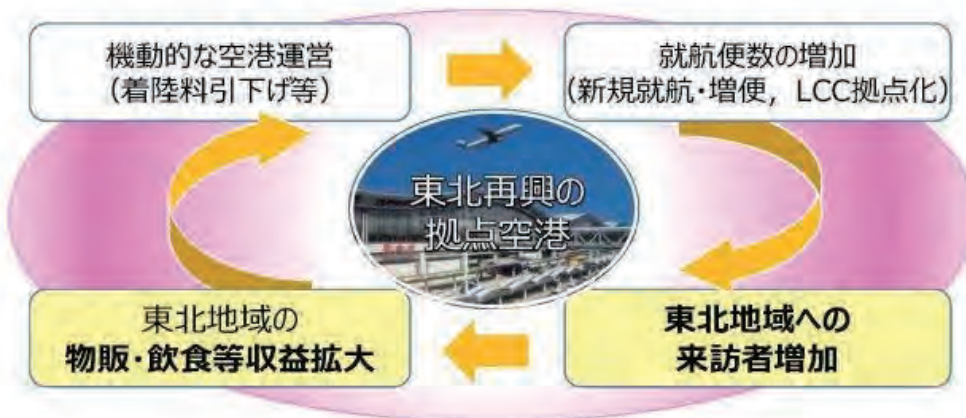 機動的な空港運営
（着陸料引下げ等）
就航便数の増加
（新規就航・増便，LCC拠点化）
東北再興の
拠点空港
東北地域の
物販・飲食等収益拡大
東北地域への
来訪者増加